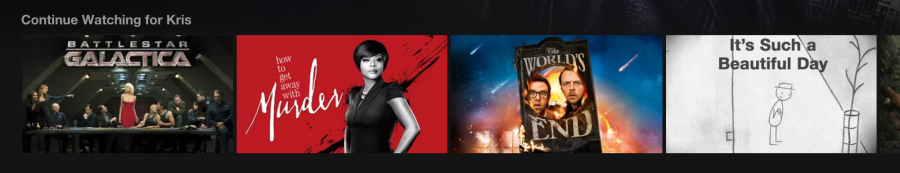 Continue Watching for Kris
BATTLESTAR
GALACTICA
how
to
get
away
with
Murder
THE
WORLD'S
END
It's Such a
Beautiful Day